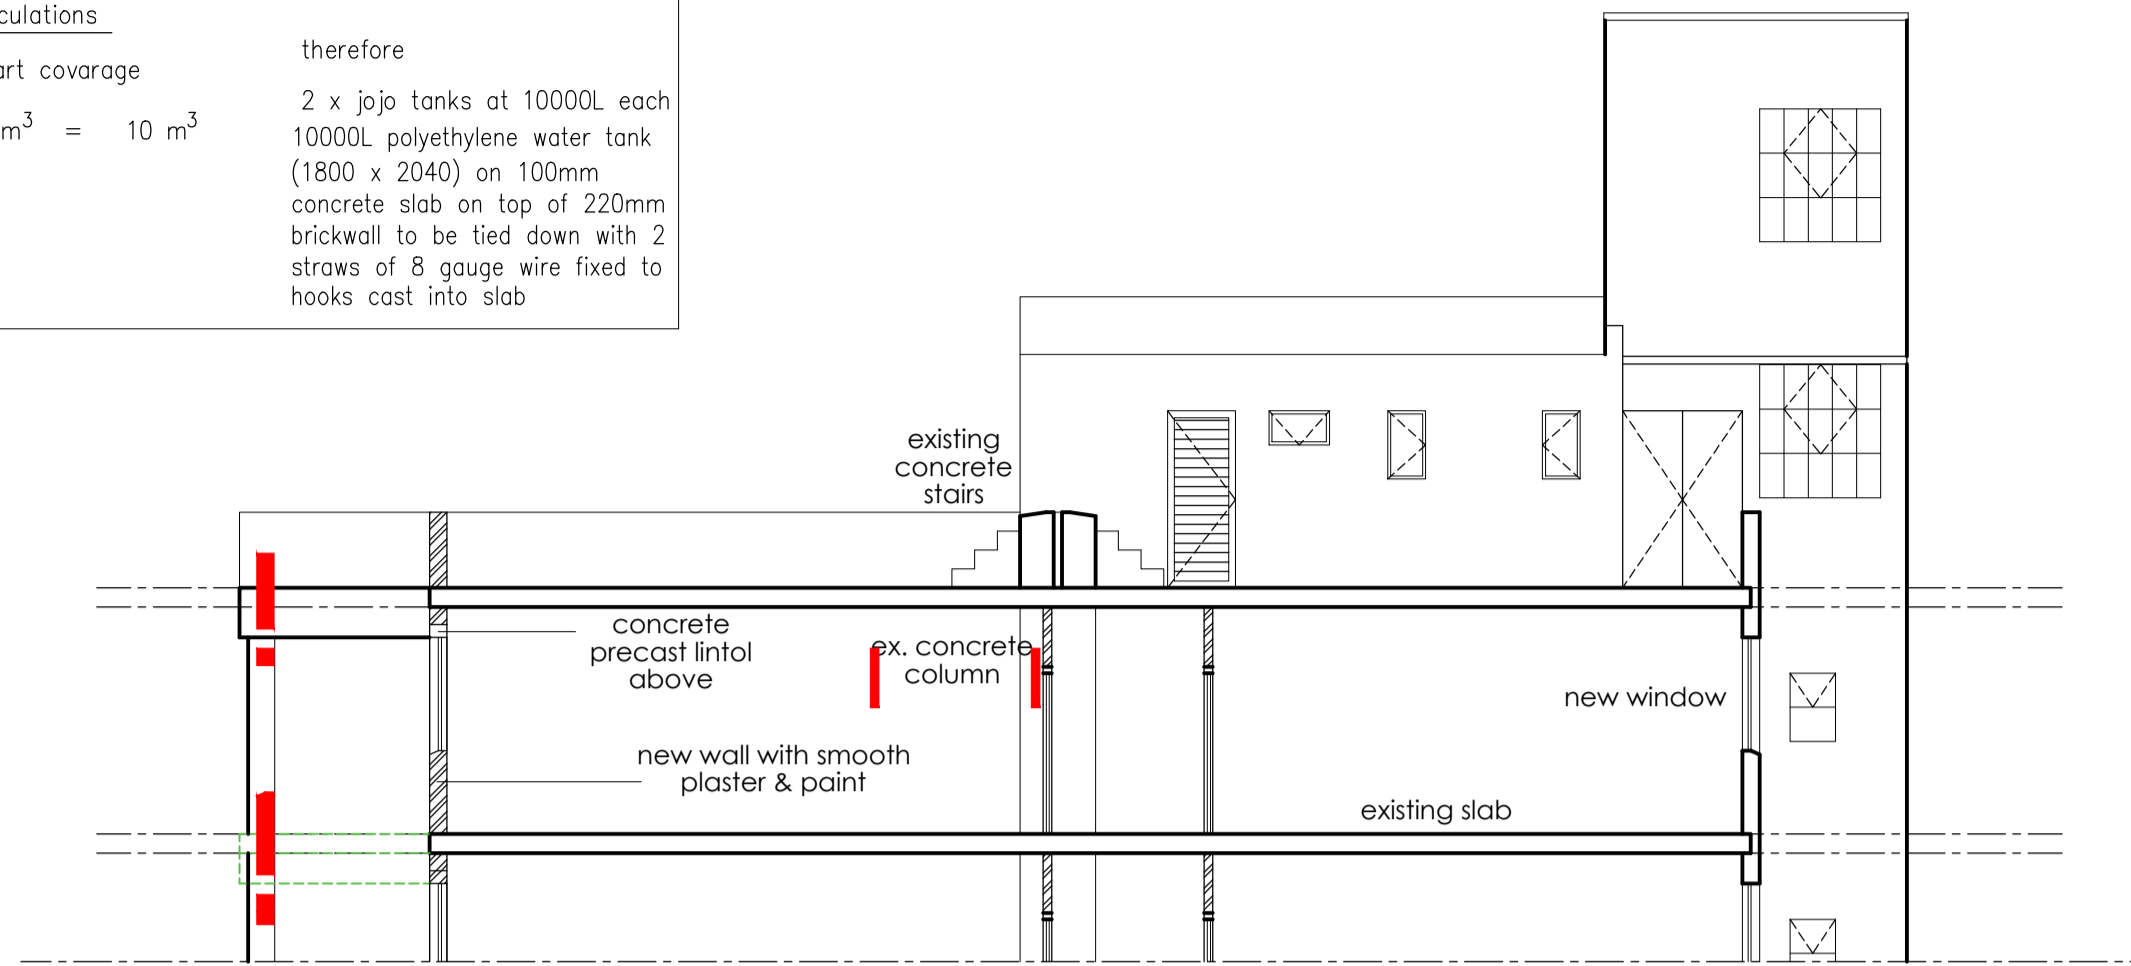 culations
art covarage
m³ = 10 m³
therefore
2 x jojo tanks at 10000L each
10000L polyethylene water tank
(1800 x 2040) on 100mm
concrete slab on top of 220mm
brickwall to be tied down with 2
straws of 8 gauge wire fixed to
hooks cast into slab
existing
concrete
stairs
concrete
precast lintol
above
ex. concrete
column
new window
new wall with smooth
plaster & paint
existing slab